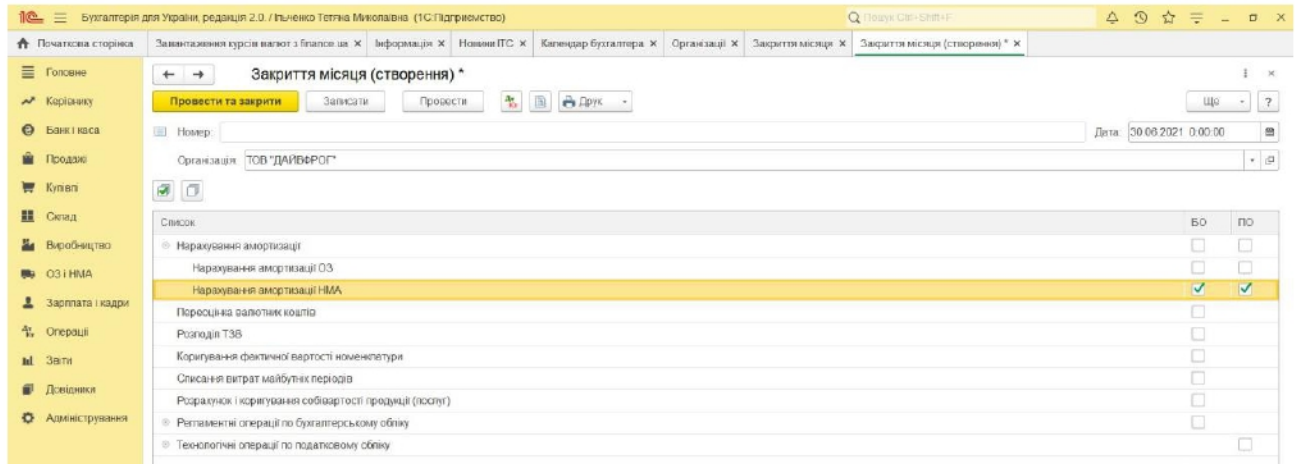 1С Бухгалтерія для України, редакція 2.0. / Ільченко Тетяна Миколаївна (1С:Підприємство) Пошук Ctrl+Shift+F
Початкова сторінка Завантаження курсів валют з finance.ua Інформація Новини ІТС Календар бухгалтера Організації Закриття місяця Закриття місяця (створення) *
Головне
Керівнику
Банк і каса
Продажі
Купівлі
Склад
Виробництво
ОЗ і НМА
Зарплата і кадри
Операції
Звіти
Довідники
Адміністрування
Закриття місяця (створення) *
Провести та закрити Записати Провести Дт Кт Друк Ще ?
Номер: Дата: 30.06.2021 0:00:00
Організація: ТОВ "ДАЙВФРОГ"
Список БО ПО
Нарахування амортизації
Нарахування амортизації ОЗ
Нарахування амортизації НМА
Переоцінка валютних коштів
Розподіл ТЗВ
Коригування фактичної вартості номенклатури
Списання витрат майбутніх періодів
Розрахунок і коригування собівартості продукції (послуг)
Регламентні операції по бухгалтерському обліку
Технологічні операції по податковому обліку